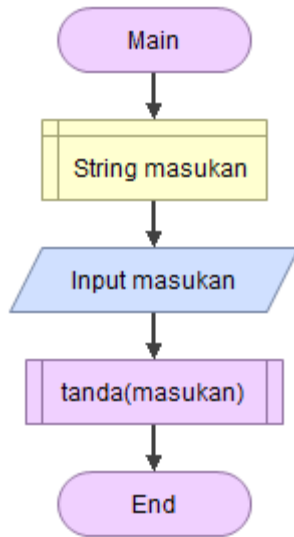 Main
String masukan
Input masukan
tanda(masukan)
End